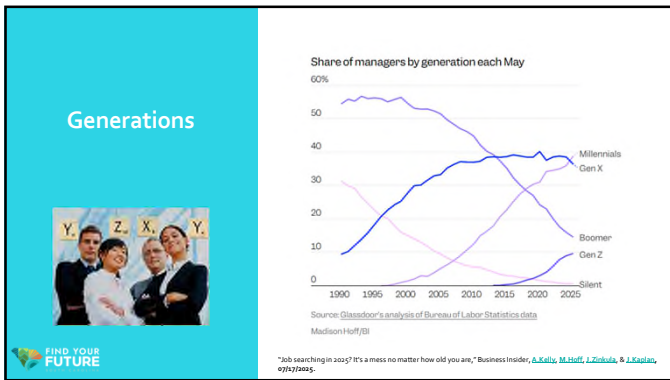 Generations
Y Z X Y
FIND YOUR
FUTURE
Share of managers by generation each May
60%
50
40
30
20
10
0
1990 1995 2000 2005 2010 2015 2020 2025
Millennials
Gen X
Boomer
Gen Z
Silent
Source: Glassdoor's analysis of Bureau of Labor Statistics data
Madison Hoff/BI
"Job searching in 2025? It's a mess no matter how old you are," Business Insider, A.Kelly, M.Hoff, J.Zinkula, & J.Kaplan,
07/17/2025.